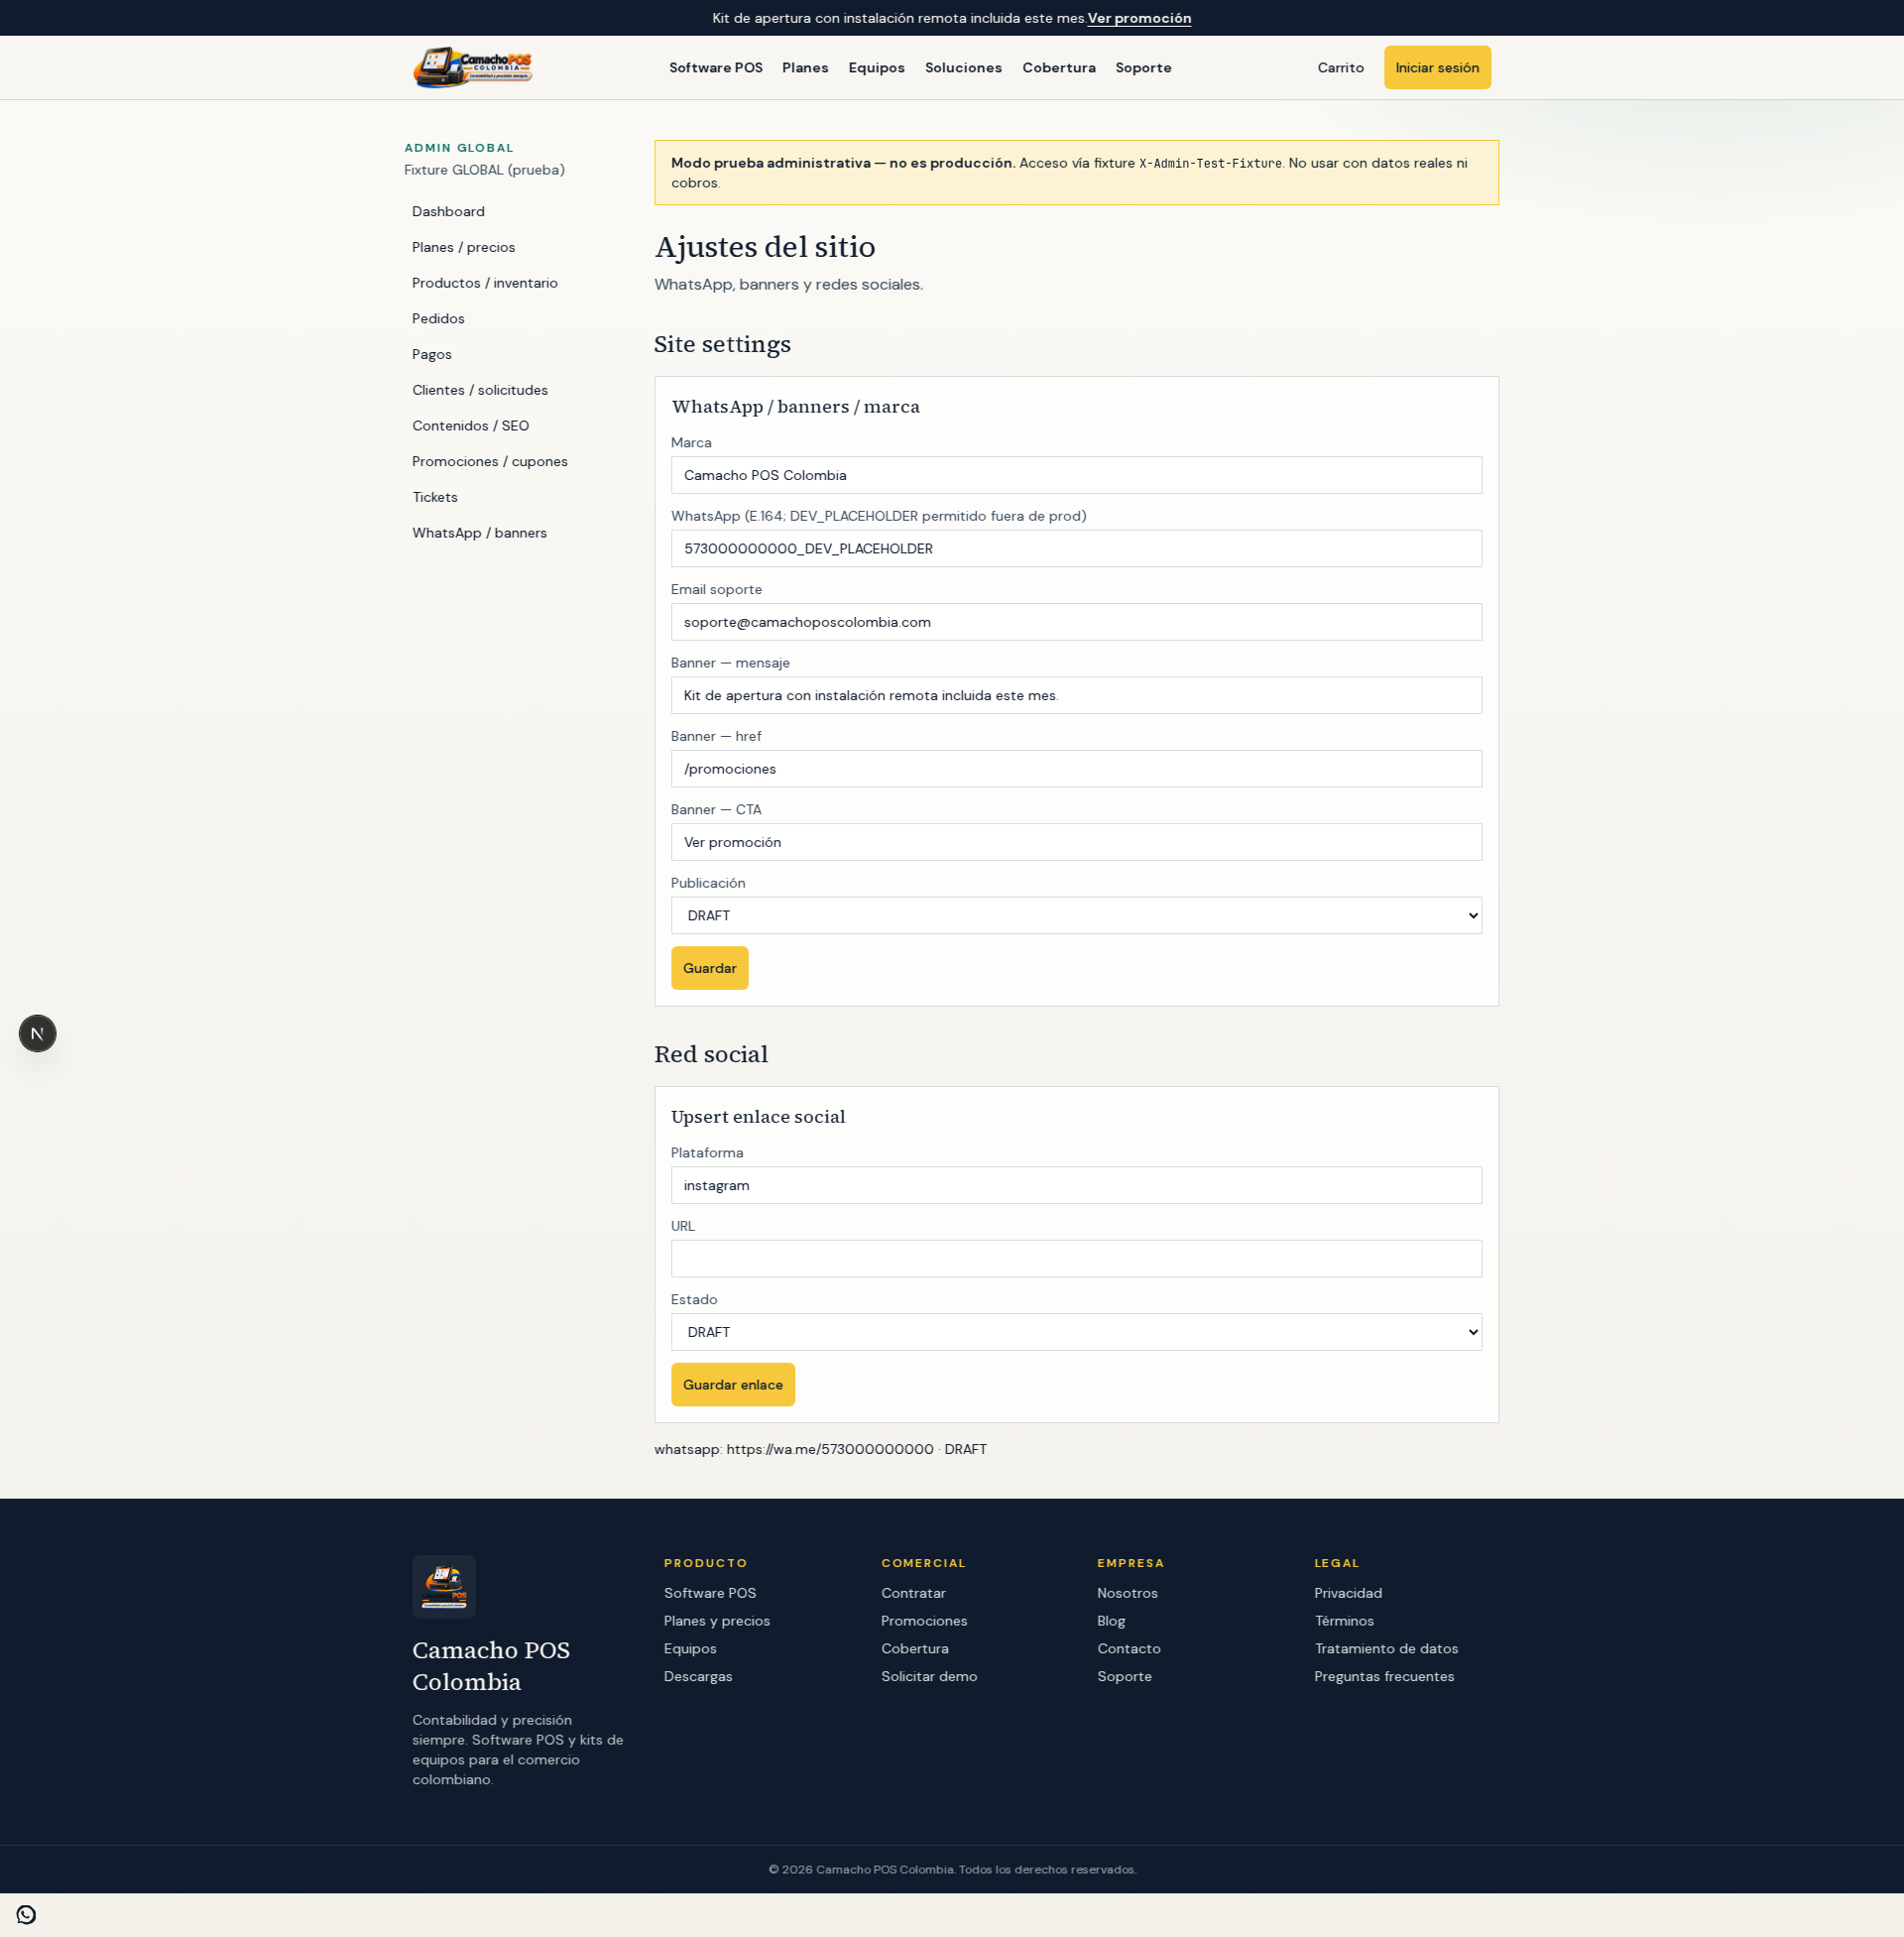 Kit de apertura con instalación remota incluida este mes.Ver promoción
CamachoPOS
COLOMBIA
Software POS Planes Equipos Soluciones Cobertura Soporte
Carrito Iniciar sesión
ADMIN GLOBAL
Fixture GLOBAL (prueba)
Dashboard
Planes / precios
Productos / inventario
Pedidos
Pagos
Clientes / solicitudes
Contenidos / SEO
Promociones / cupones
Tickets
WhatsApp / banners
Modo prueba administrativa — no es producción. Acceso vía fixture X-Admin-Test-Fixture. No usar con datos reales ni
cobros.
Ajustes del sitio
WhatsApp, banners y redes sociales.
Site settings
WhatsApp / banners / marca
Marca
Camacho POS Colombia
WhatsApp (E.164; DEV_PLACEHOLDER permitido fuera de prod)
573000000000_DEV_PLACEHOLDER
Email soporte
soporte@camachoposcolombia.com
Banner — mensaje
Kit de apertura con instalación remota incluida este mes.
Banner — href
/promociones
Banner — CTA
Ver promoción
Publicación
DRAFT
Guardar
N
Red social
Upsert enlace social
Plataforma
instagram
URL
Estado
DRAFT
Guardar enlace
whatsapp: https://wa.me/573000000000 · DRAFT
Camacho POS
Colombia
Contabilidad y precisión
siempre. Software POS y kits de
equipos para el comercio
colombiano.
PRODUCTO
Software POS
Planes y precios
Equipos
Descargas
COMERCIAL
Contratar
Promociones
Cobertura
Solicitar demo
EMPRESA
Nosotros
Blog
Contacto
Soporte
LEGAL
Privacidad
Términos
Tratamiento de datos
Preguntas frecuentes
© 2026 Camacho POS Colombia. Todos los derechos reservados.